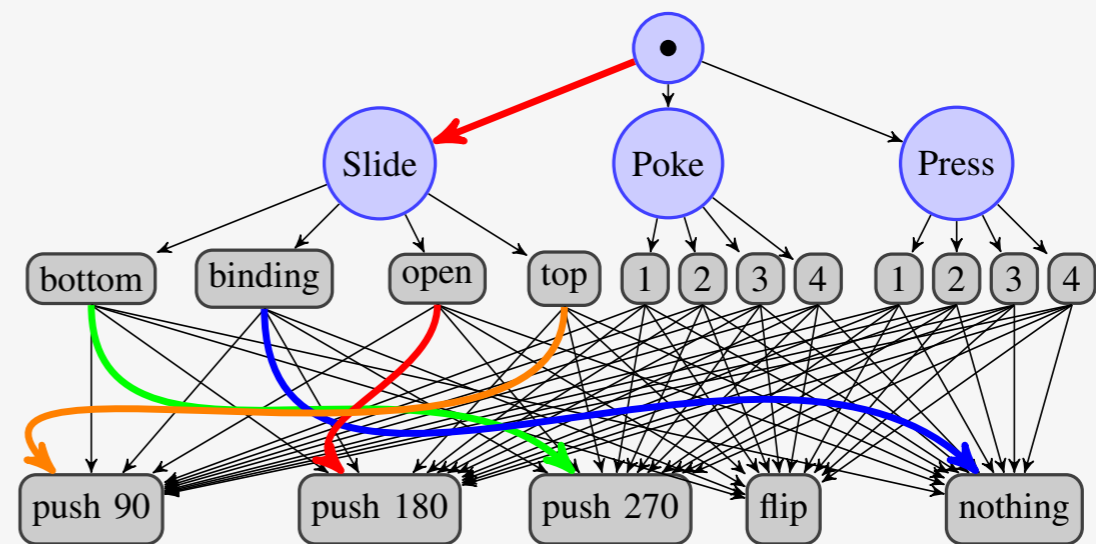 Slide Poke Press
bottom binding open top 1 2 3 4 1 2 3 4
push 90 push 180 push 270 flip nothing